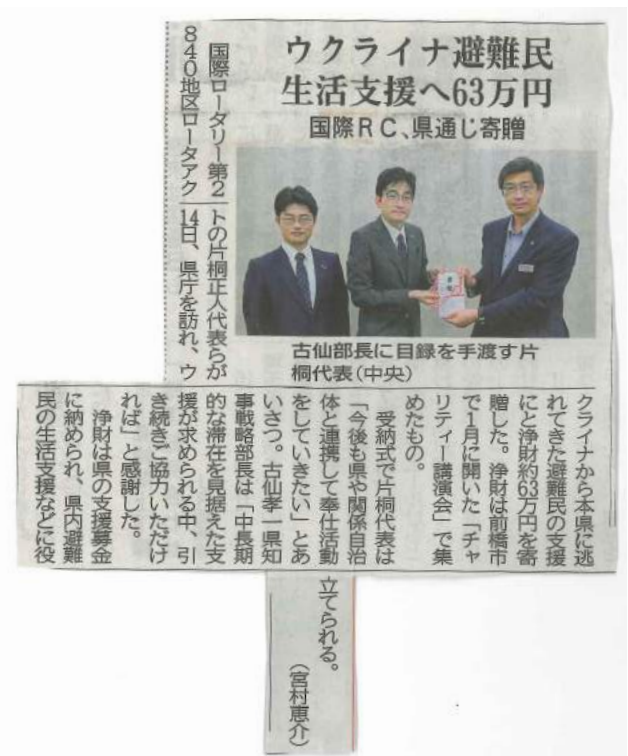 ウクライナ避難民
生活支援へ63万円
国際RC、県通じ寄贈
古仙部長に目録を手渡す片
桐代表(中央)
国際ロータリー第2
840地区ロータアク
トの片桐正人代表らが
14日、県庁を訪れ、ウ
クライナから本県に逃
れてきた避難民の支援
にと浄財約63万円を寄
贈した。浄財は前橋市
で1月に開いた「チャ
リティー講演会」で集
めたもの。
受納式で片桐代表は
「今後も県や関係自治
体と連携して奉仕活動
をしていきたい」とあ
いさつ。古仙孝一県知
事戦略部長は「中長期
的な滞在を見据えた支
援が求められる中、引
き続きご協力いただけ
れば」と感謝した。
浄財は県の支援募金
に納められ、県内避難
民の生活支援などに役
立てられる。
(宮村恵介)